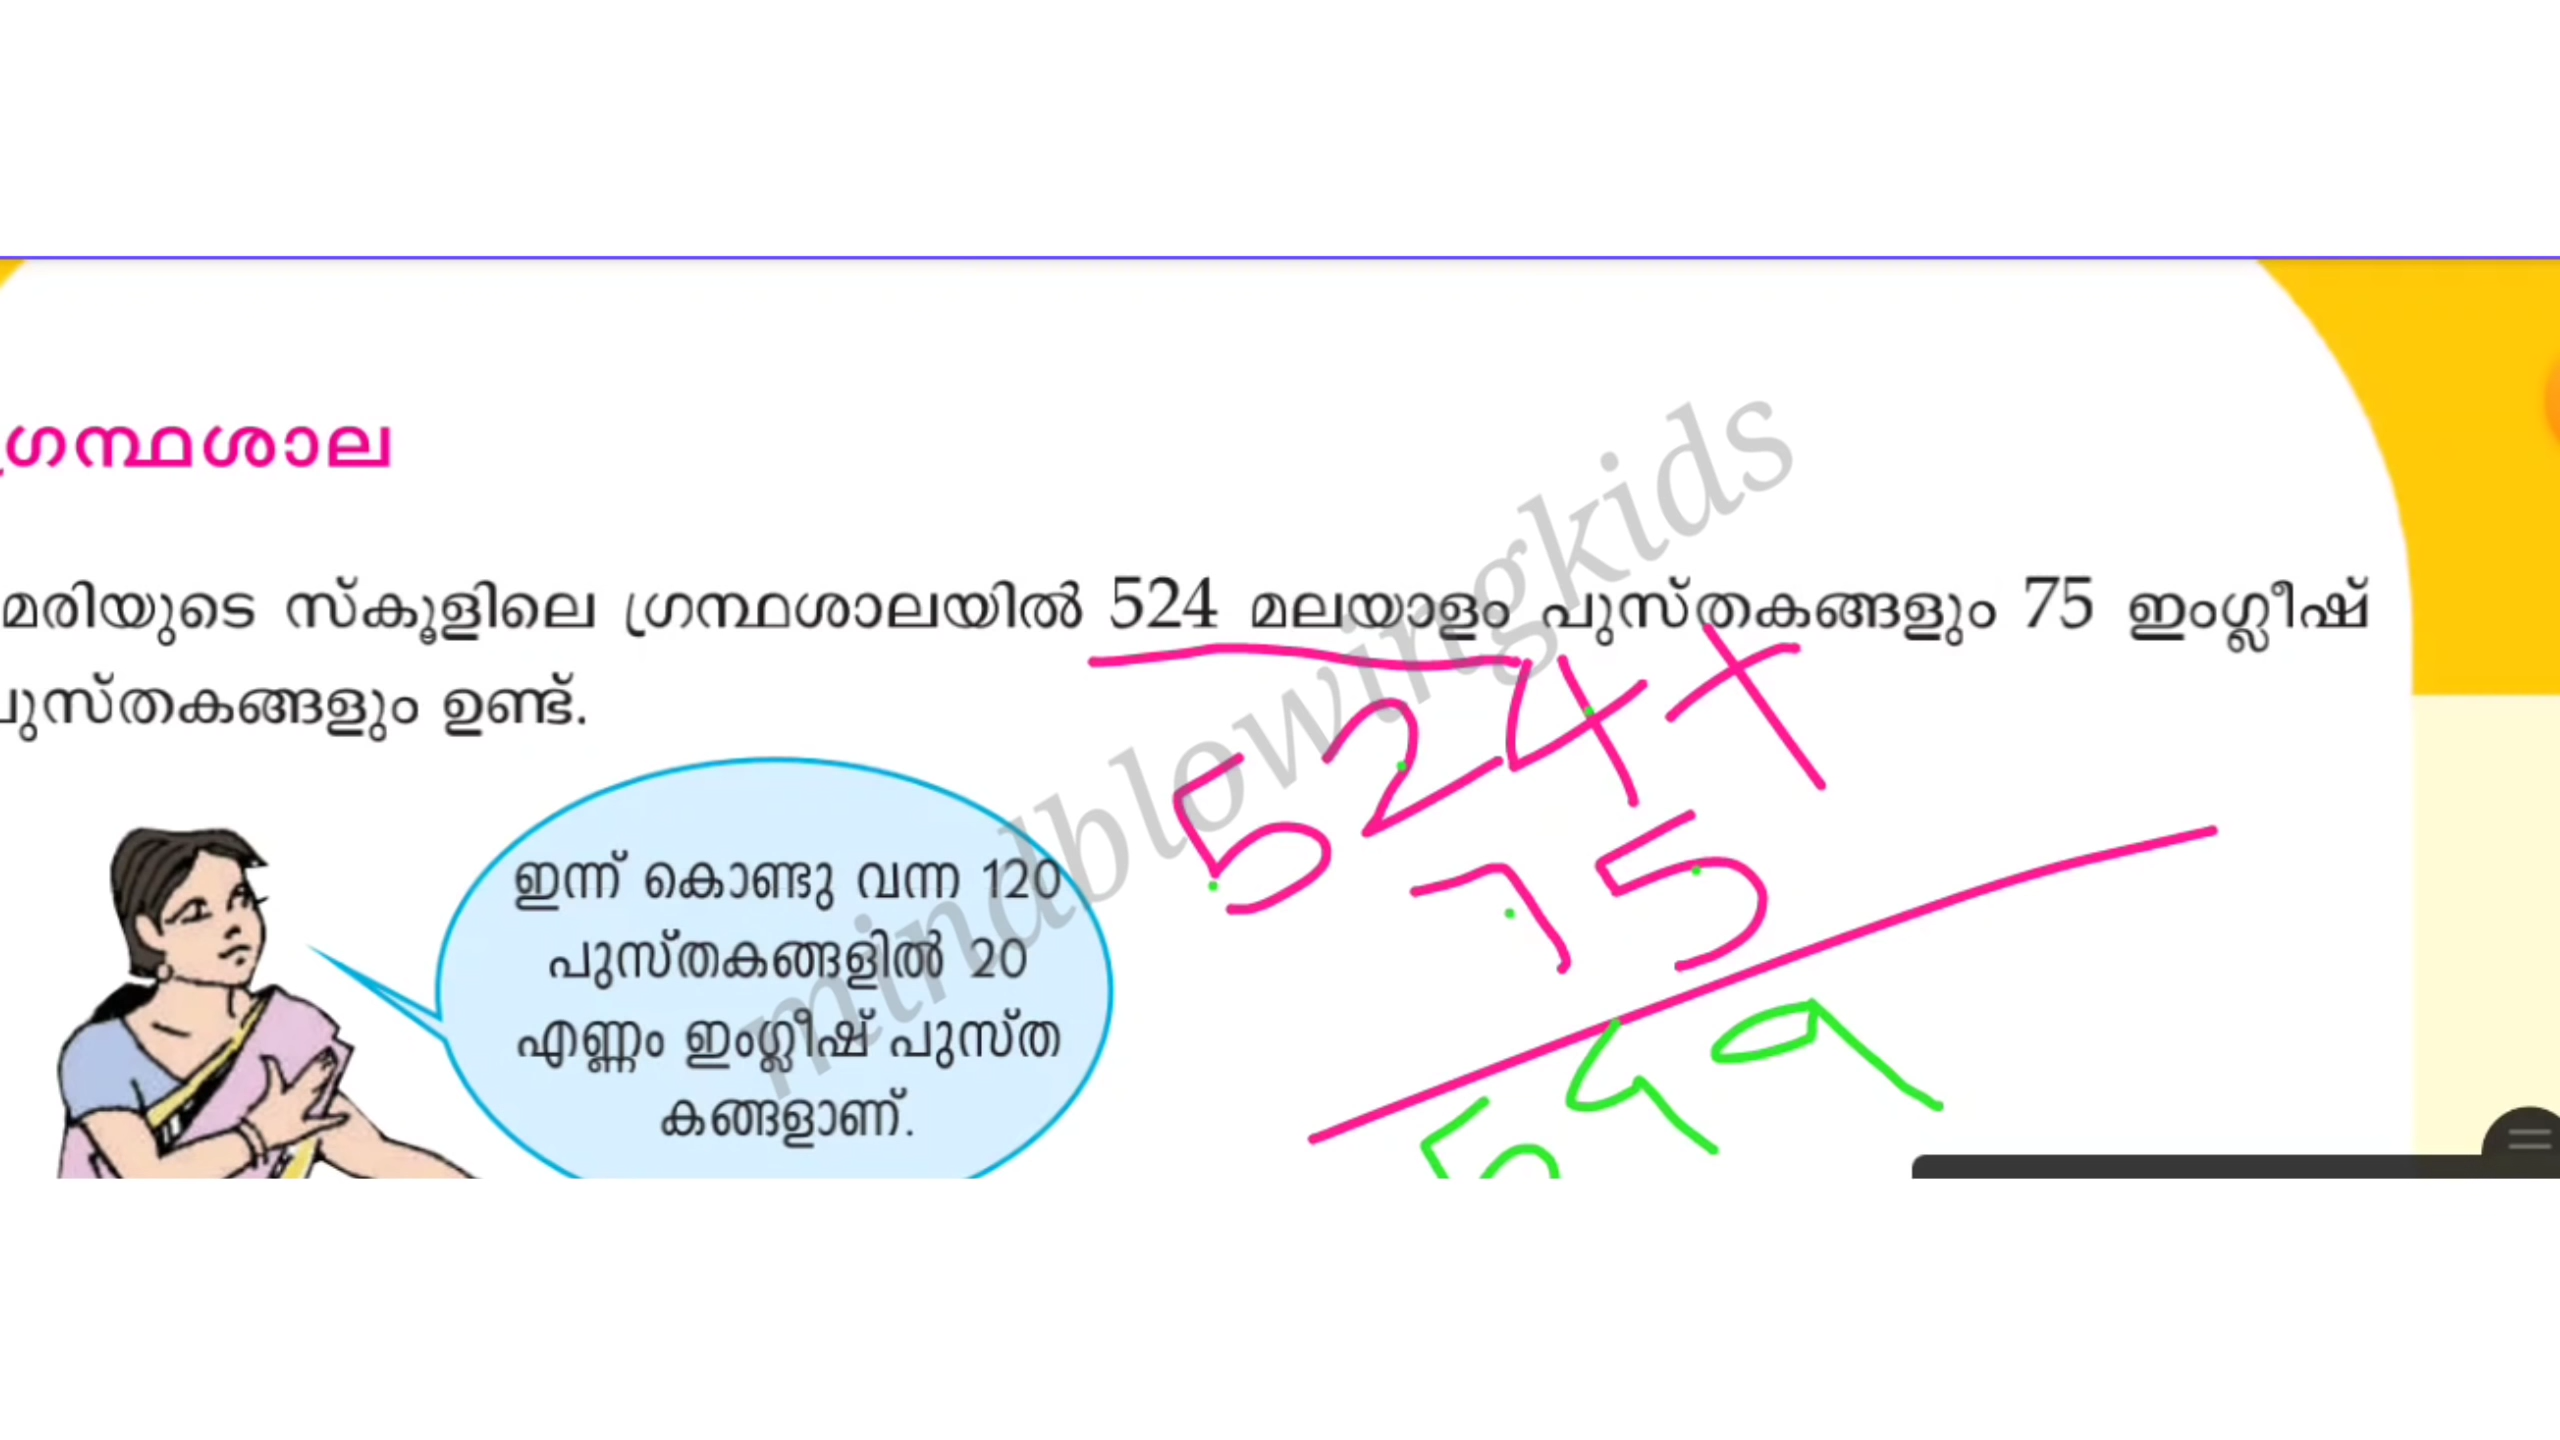 ഗ്രന്ഥശാല
മരിയുടെ സ്കൂളിലെ ഗ്രന്ഥശാലയിൽ 524 മലയാളം പുസ്തകങ്ങളും 75 ഇംഗ്ലീഷ്
പുസ്തകങ്ങളും ഉണ്ട്.
524+
75
599
ഇന്ന് കൊണ്ടു വന്ന 120
പുസ്തകങ്ങളിൽ 20
എണ്ണം ഇംഗ്ലീഷ് പുസ്ത
കങ്ങളാണ്.
mindblowingkids